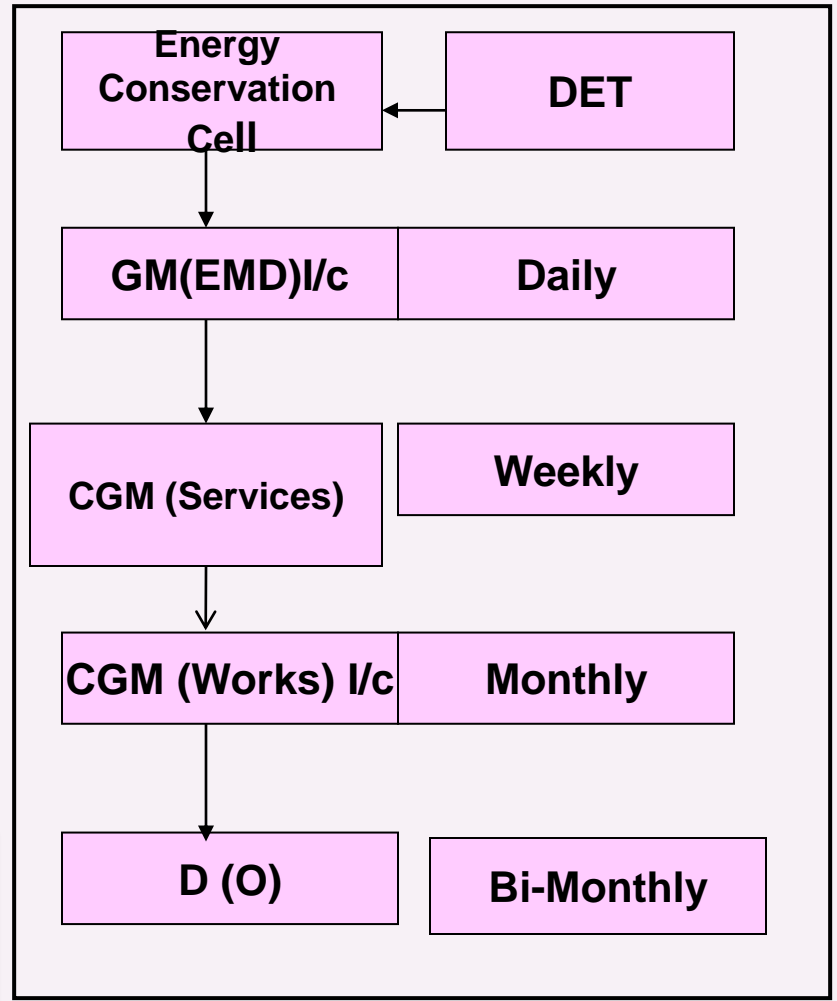 Energy
Conservation
Cell
DET
GM(EMD)I/c
Daily
CGM (Services)
Weekly
CGM (Works) I/c
Monthly
D (O)
Bi-Monthly